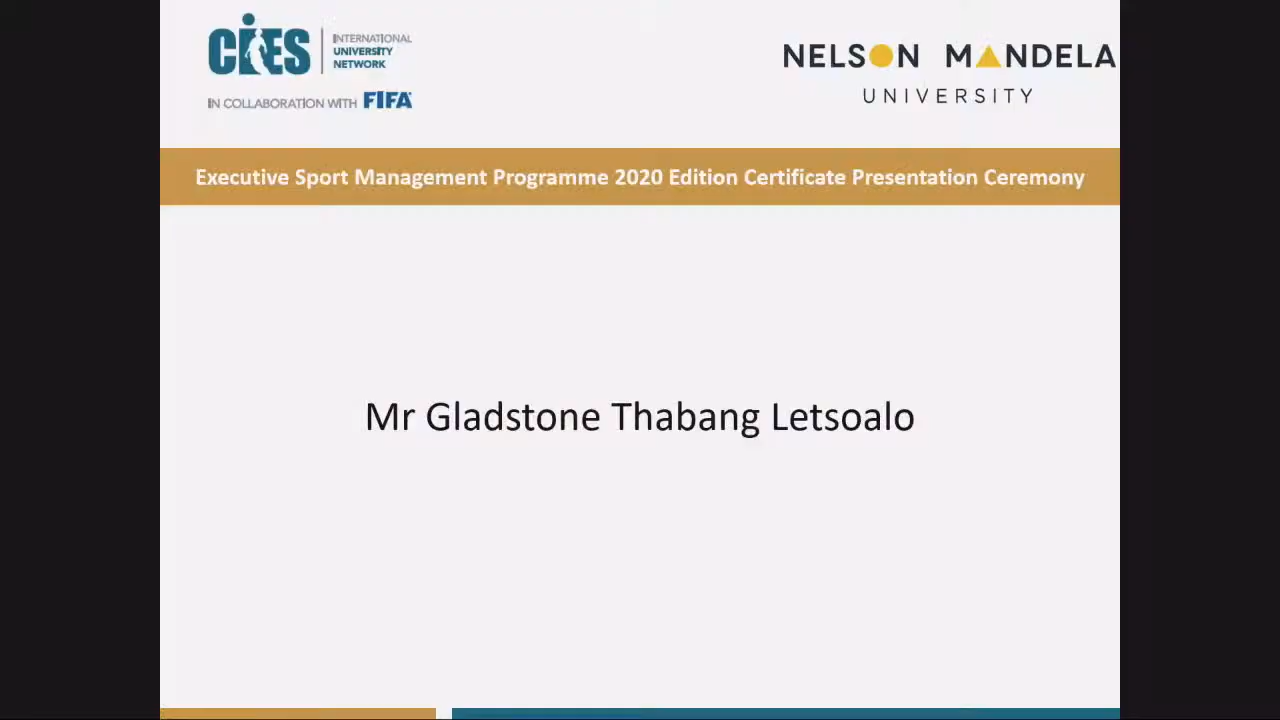 CIES
INTERNATIONAL
UNIVERSITY
NETWORK
IN COLLABORATION WITH FIFA
NELSON MANDELA
UNIVERSITY
Executive Sport Management Programme 2020 Edition Certificate Presentation Ceremony
Mr Gladstone Thabang Letsoalo